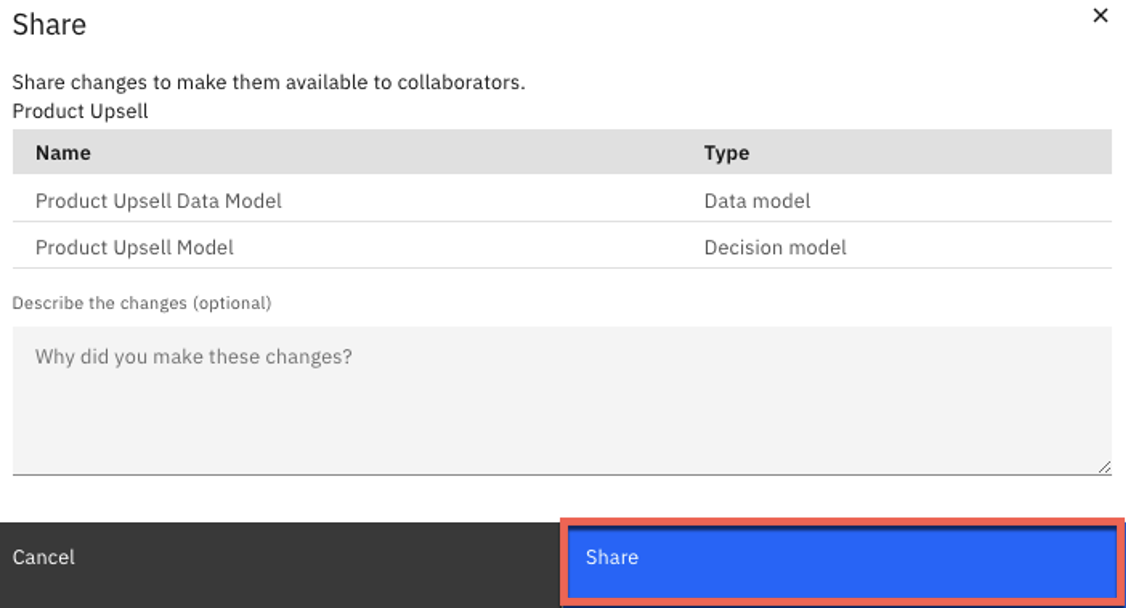 Share
Share changes to make them available to collaborators.
Product Upsell
Name Type
Product Upsell Data Model Data model
Product Upsell Model Decision model
Describe the changes (optional)
Why did you make these changes?
Cancel Share